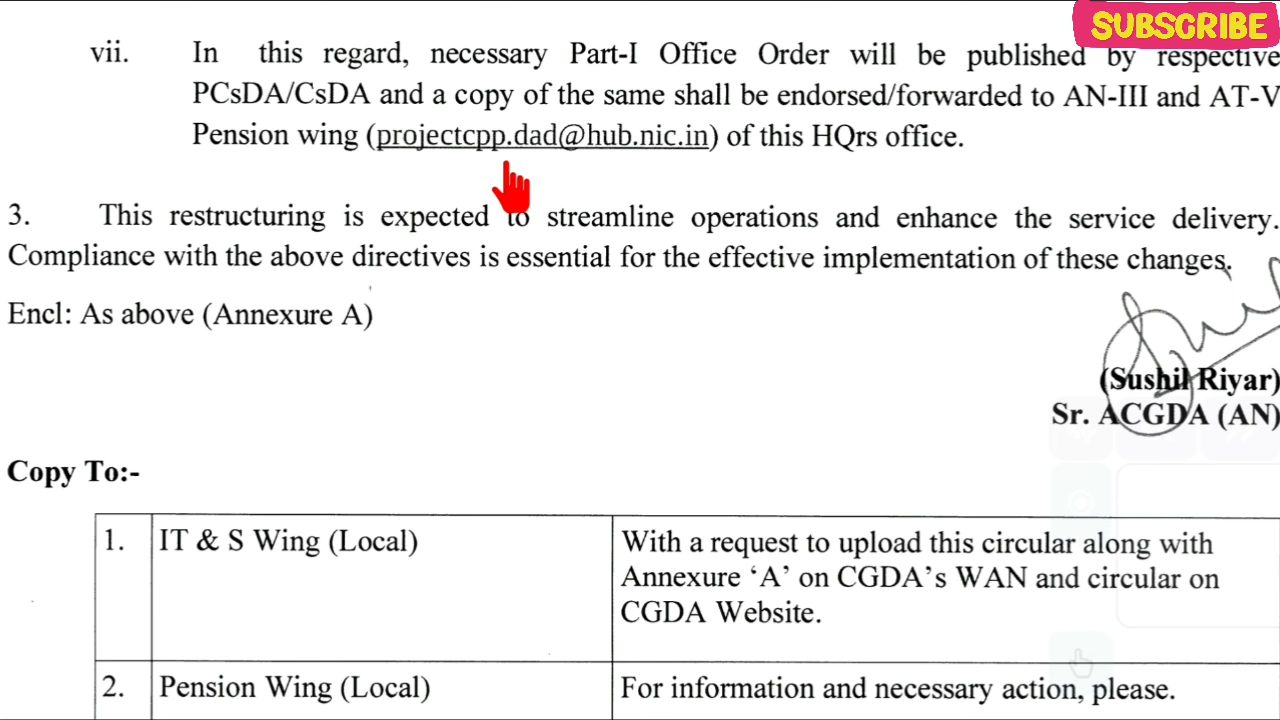 SUBSCRIBE
vii. In this regard, necessary Part-I Office Order will be published by respective
PCsDA/CsDA and a copy of the same shall be endorsed/forwarded to AN-III and AT-V
Pension wing (projectcpp.dad@hub.nic.in) of this HQrs office.
3. This restructuring is expected to streamline operations and enhance the service delivery.
Compliance with the above directives is essential for the effective implementation of these changes.
Encl: As above (Annexure A)
(Sushil Riyar)
Sr. ACGDA (AN)
Copy To:-
1. IT & S Wing (Local) With a request to upload this circular along with
Annexure ‘A’ on CGDA’s WAN and circular on
CGDA Website.
2. Pension Wing (Local) For information and necessary action, please.